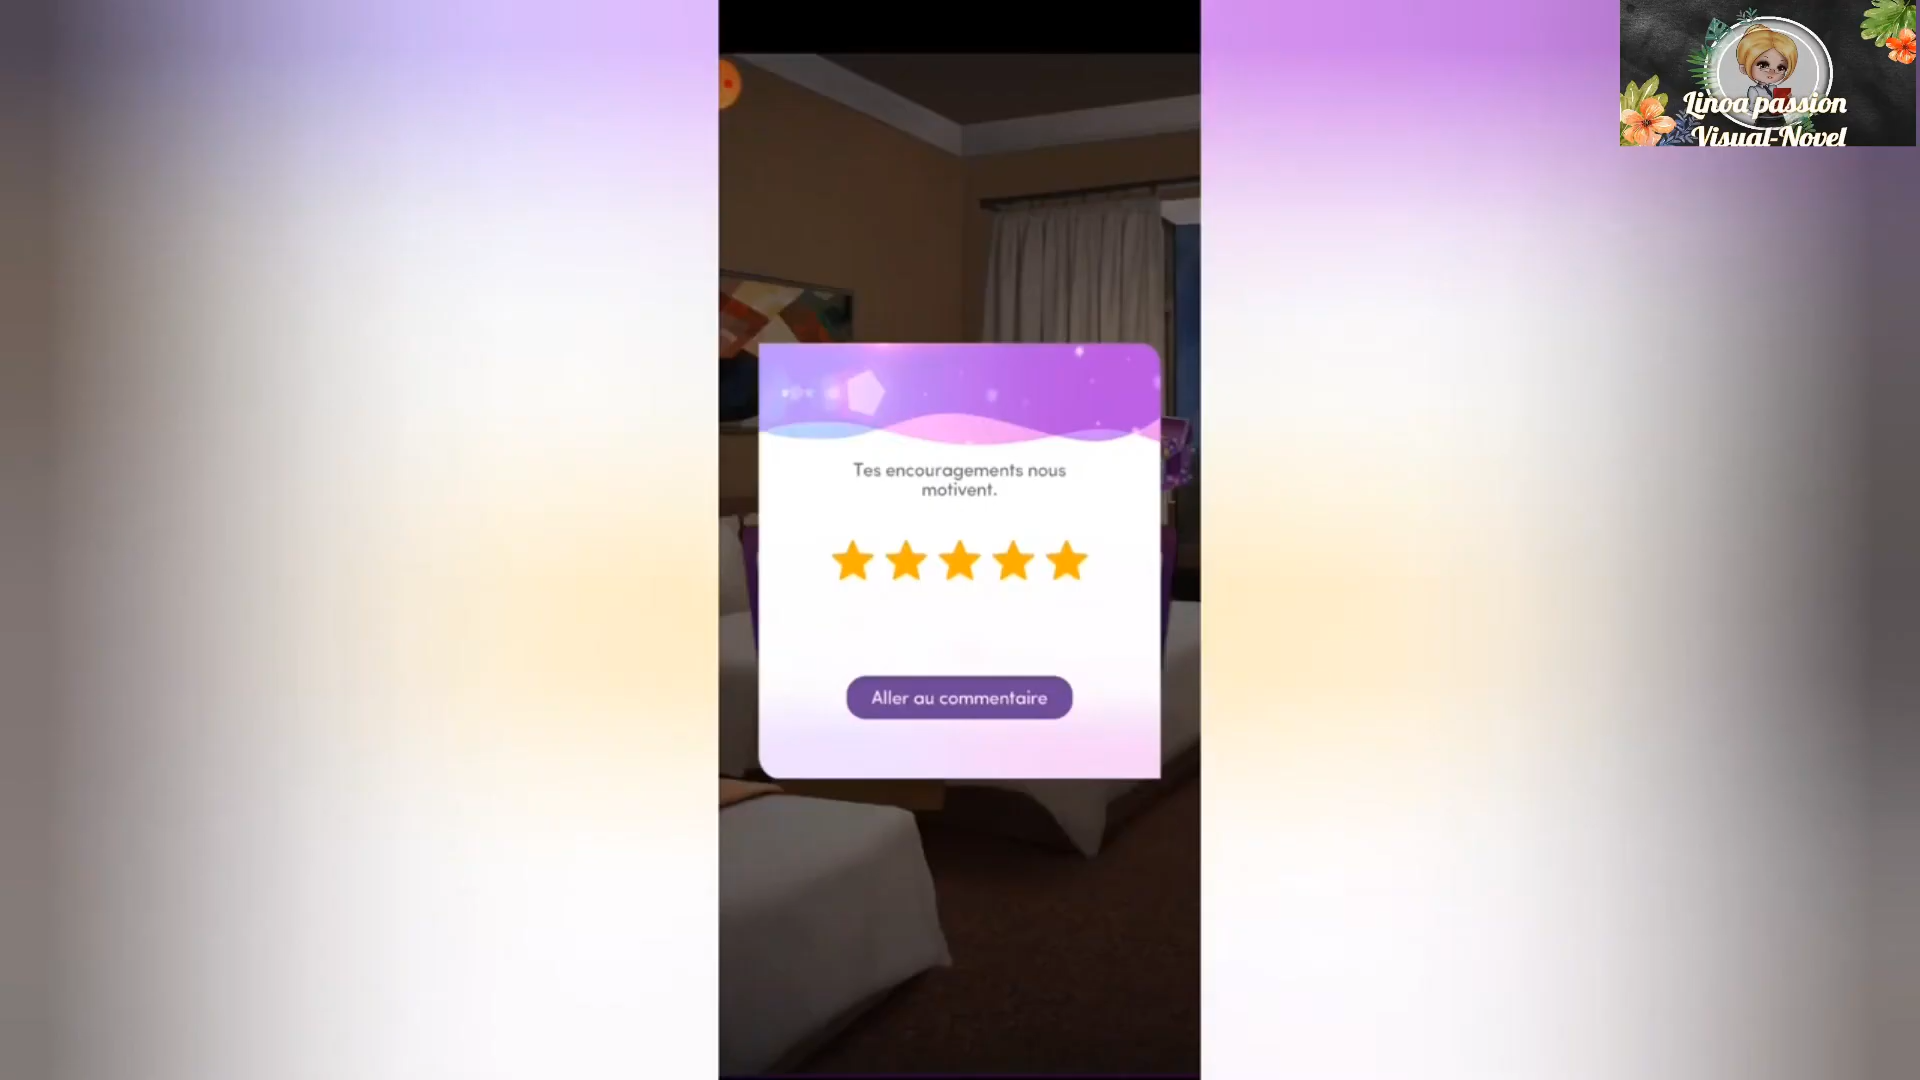 Linoa passion
Visual-Novel
Tes encouragements nous
motivent.
Aller au commentaire